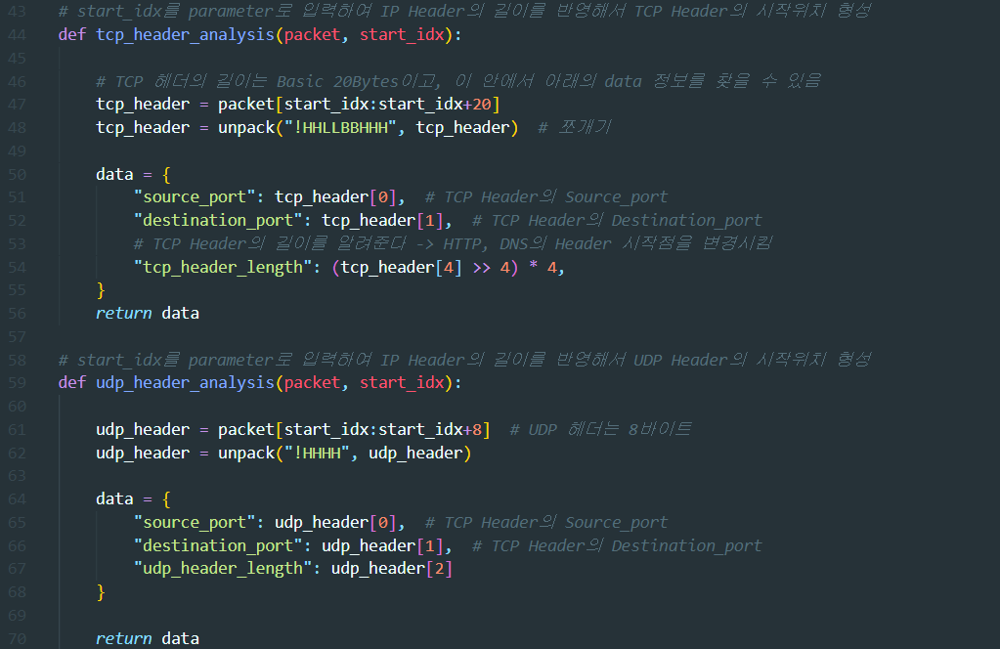 43 # start_idx를 parameter로 입력하여 IP Header의 길이를 반영해서 TCP Header의 시작위치 형성
44 def tcp_header_analysis(packet, start_idx):
45
46 # TCP 헤더의 길이는 Basic 20Bytes이고, 이 안에서 아래의 data 정보를 찾을 수 있음
47 tcp_header = packet[start_idx:start_idx+20]
48 tcp_header = unpack("!HHLLBBHHH", tcp_header)  # 쪼개기
49
50 data = {
51 "source_port": tcp_header[0],  # TCP Header의 Source_port
52 "destination_port": tcp_header[1],  # TCP Header의 Destination_port
53 # TCP Header의 길이를 알려준다 -> HTTP, DNS의 Header 시작점을 변경시킴
54 "tcp_header_length": (tcp_header[4] >> 4) * 4,
55 }
56 return data
57
58 # start_idx를 parameter로 입력하여 IP Header의 길이를 반영해서 UDP Header의 시작위치 형성
59 def udp_header_analysis(packet, start_idx):
60
61 udp_header = packet[start_idx:start_idx+8]  # UDP 헤더는 8바이트
62 udp_header = unpack("!HHHH", udp_header)
63
64 data = {
65 "source_port": udp_header[0],  # TCP Header의 Source_port
66 "destination_port": udp_header[1],  # TCP Header의 Destination_port
67 "udp_header_length": udp_header[2]
68 }
69
70 return data